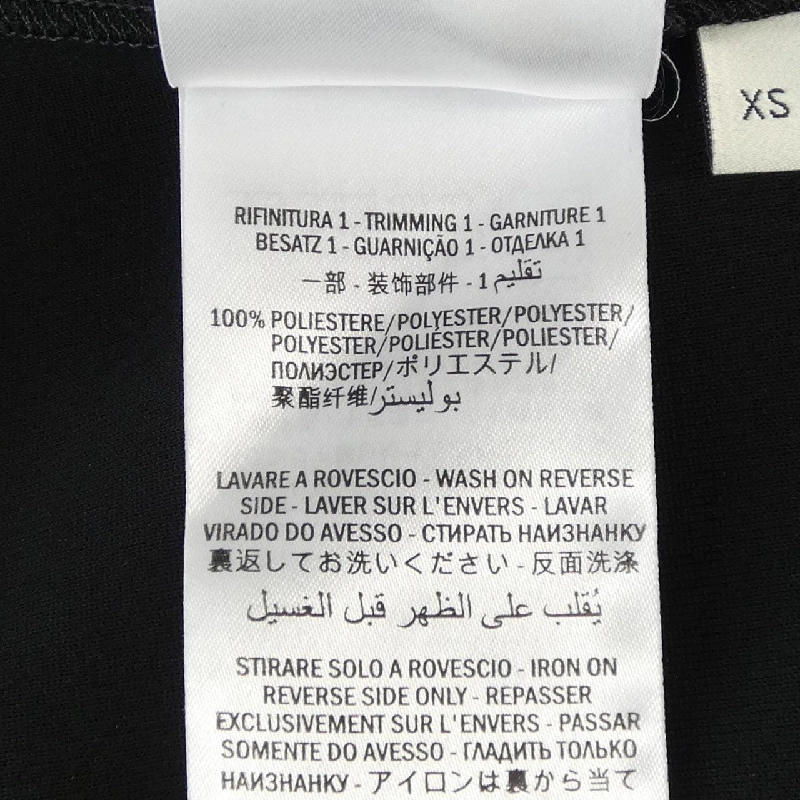 XS
RIFINITURA 1 - TRIMMING 1 - GARNITURE 1
BESATZ 1 - GUARNIÇÃO 1 - ОТДЕЛКА 1
一部 - 装饰部件 - 1 تقليم
100% POLIESTERE/POLYESTER/POLYESTER/
POLYESTER/POLIÉSTER/POLIESTER/
ПОЛИЭСТЕР/ポリエステル/
聚酯纤维/بوليستر
LAVARE A ROVESCIO - WASH ON REVERSE
SIDE - LAVER SUR L'ENVERS - LAVAR
VIRADO DO AVESSO - СТИРАТЬ НАИЗНАНКУ
裏返してお洗いください - 反面洗涤
يُقلب على الظهر قبل الغسيل
STIRARE SOLO A ROVESCIO - IRON ON
REVERSE SIDE ONLY - REPASSER
EXCLUSIVEMENT SUR L'ENVERS - PASSAR
SOMENTE DO AVESSO - ГЛАДИТЬ ТОЛЬКО
НАИЗНАНКУ - アイロンは裏から当て